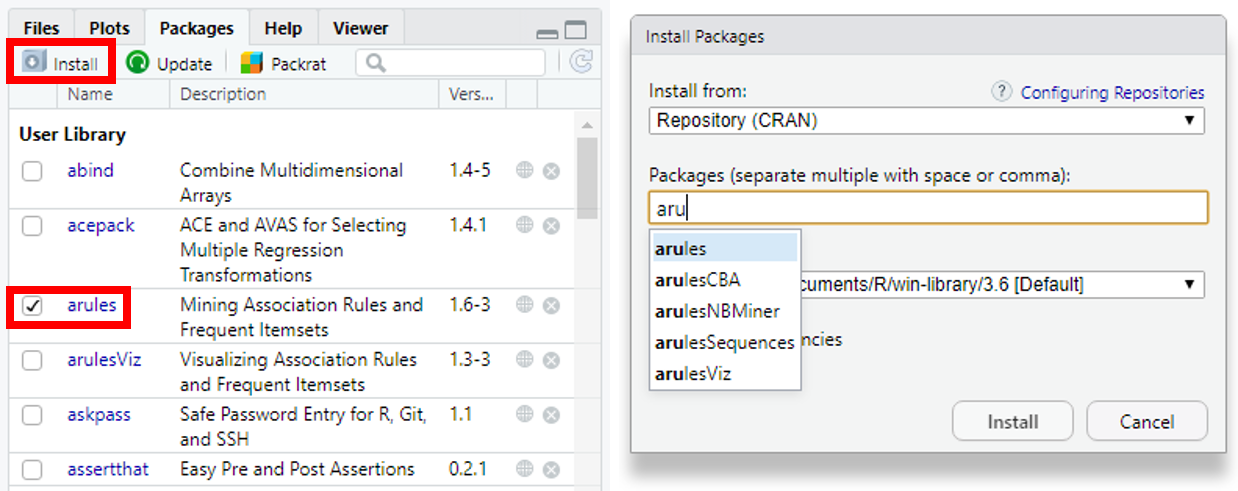 Files Plots Packages Help Viewer
Install Update Packrat
Name Description Vers...
User Library
abind Combine Multidimensional 1.4-5
Arrays
acepack ACE and AVAS for Selecting 1.4.1
Multiple Regression
Transformations
arules Mining Association Rules and 1.6-3
Frequent Itemsets
arulesViz Visualizing Association Rules 1.3-3
and Frequent Itemsets
askpass Safe Password Entry for R, Git, 1.1
and SSH
assertthat Easy Pre and Post Assertions 0.2.1
Install Packages
Install from: ? Configuring Repositories
Repository (CRAN)
Packages (separate multiple with space or comma):
aru
arules
arulesCBA cuments/R/win-library/3.6 [Default]
arulesNBMiner
arulesSequences ncies
arulesViz
Install Cancel